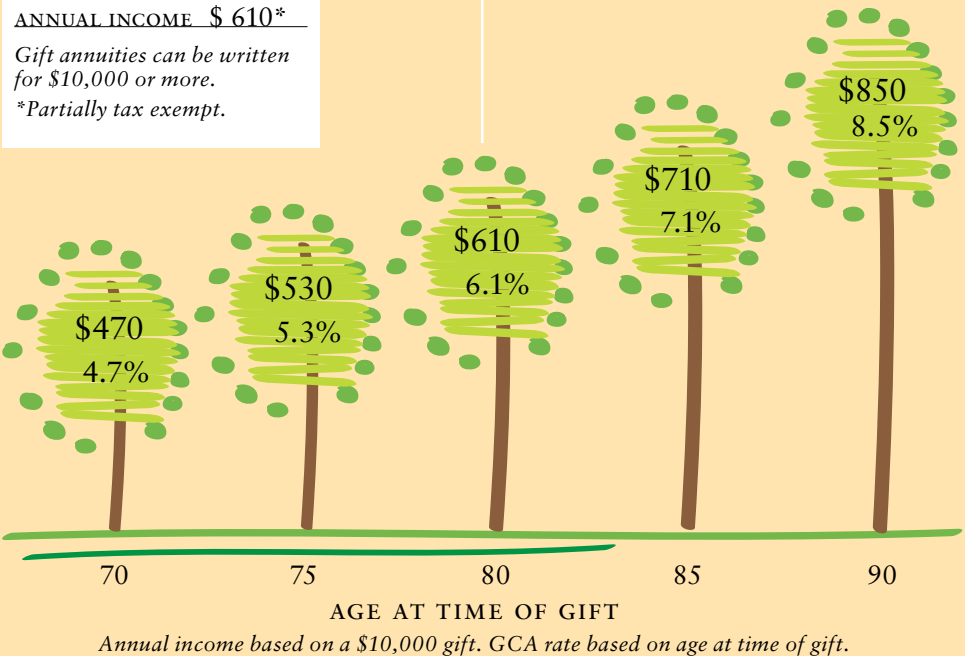 ANNUAL INCOME $ 610*
Gift annuities can be written
for $10,000 or more.
*Partially tax exempt.
$470
4.7%
$530
5.3%
$610
6.1%
$710
7.1%
$850
8.5%
70 75 80 85 90
AGE AT TIME OF GIFT
Annual income based on a $10,000 gift. GCA rate based on age at time of gift.